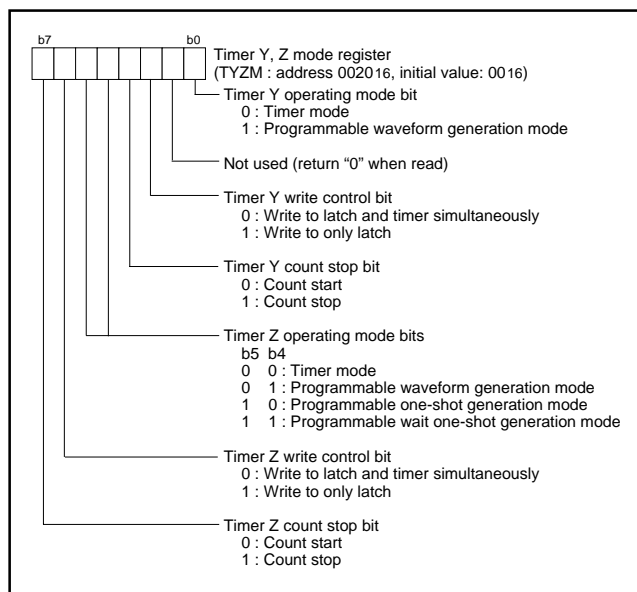 b7 b0
Timer Y, Z mode register
(TYZM : address 002016, initial value: 0016)
Timer Y operating mode bit
0 : Timer mode
1 : Programmable waveform generation mode
Not used (return “0” when read)
Timer Y write control bit
0 : Write to latch and timer simultaneously
1 : Write to only latch
Timer Y count stop bit
0 : Count start
1 : Count stop
Timer Z operating mode bits
b5 b4
0 0 : Timer mode
0 1 : Programmable waveform generation mode
1 0 : Programmable one-shot generation mode
1 1 : Programmable wait one-shot generation mode
Timer Z write control bit
0 : Write to latch and timer simultaneously
1 : Write to only latch
Timer Z count stop bit
0 : Count start
1 : Count stop